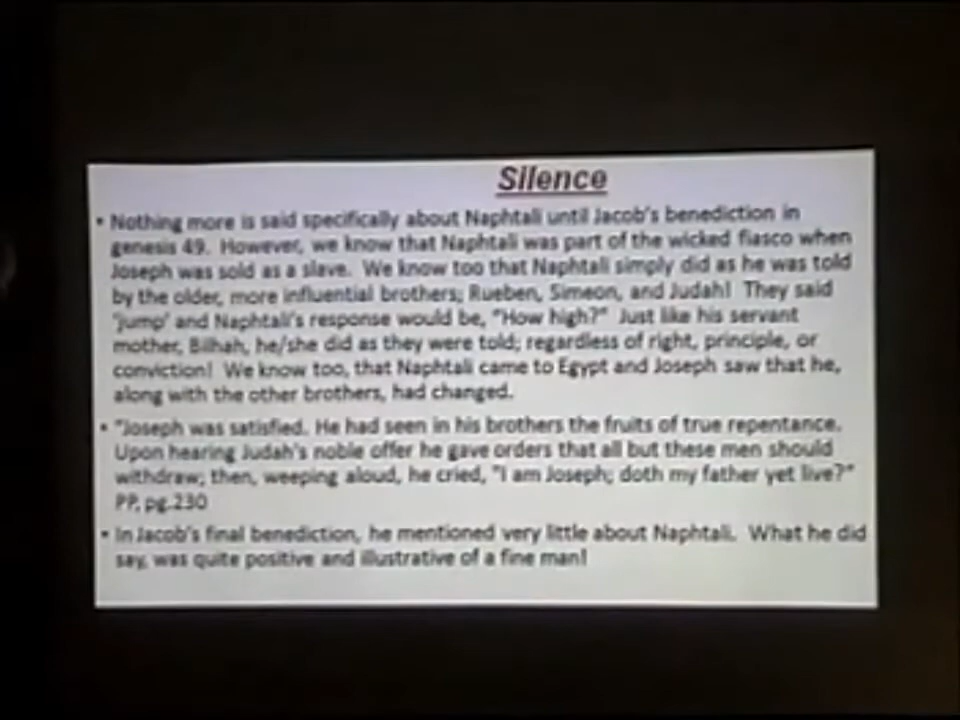 Silence
• Nothing more is said specifically about Naphtali until Jacob's benediction in
genesis 49. However, we know that Naphtali was part of the wicked fiasco when
Joseph was sold as a slave. We know too that Naphtali simply did as he was told
by the older, more influential brothers; Rueben, Simeon, and Judah! They said
'jump' and Naphtali's response would be, "How high?" Just like his servant
mother, Bilhah, he/she did as they were told; regardless of right, principle, or
conviction! We know too, that Naphtali came to Egypt and Joseph saw that he,
along with the other brothers, had changed.
• "Joseph was satisfied. He had seen in his brothers the fruits of true repentance.
Upon hearing Judah's noble offer he gave orders that all but these men should
withdraw; then, weeping aloud, he cried, "I am Joseph; doth my father yet live?"
PP, pg.230
• In Jacob's final benediction, he mentioned very little about Naphtali. What he did
say, was quite positive and illustrative of a fine man!